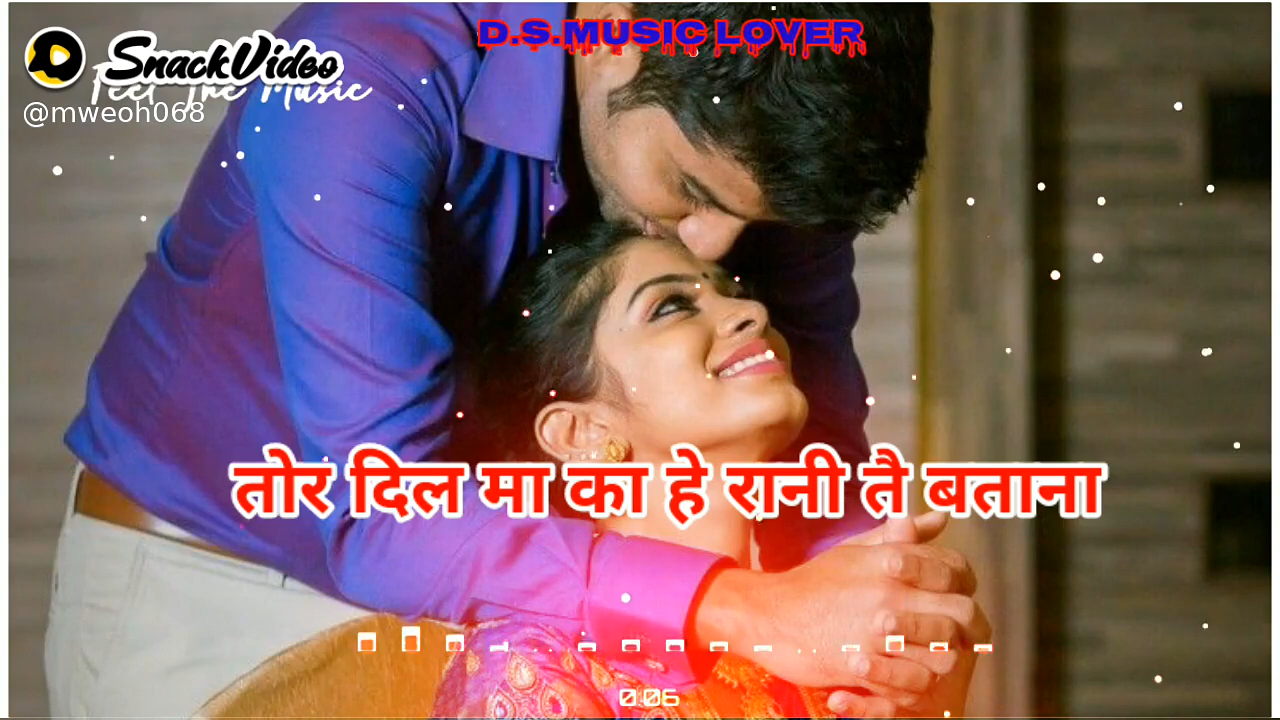 D.S.MUSIC LOVER
SnackVideo
Feel The Music
@mweoh068
तोर दिल मा का हे रानी तै बताना
0:06